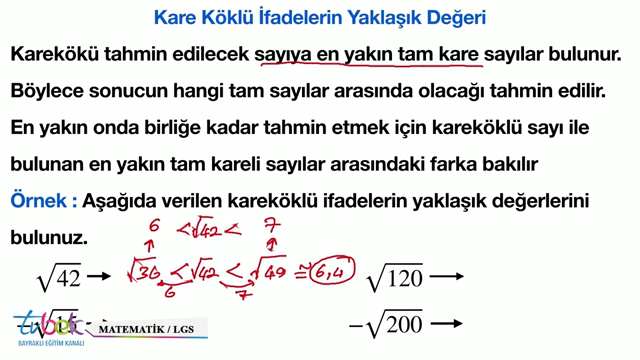 Kare Köklü İfadelerin Yaklaşık Değeri
Karekökü tahmin edilecek sayıya en yakın tam kare sayılar bulunur.
Böylece sonucun hangi tam sayılar arasında olacağı tahmin edilir.
En yakın onda birliğe kadar tahmin etmek için kareköklü sayı ile
bulunan en yakın tam kareli sayılar arasındaki farka bakılır
Örnek : Aşağıda verilen kareköklü ifadelerin yaklaşık değerlerini
bulunuz.
6 < √42 < 7
√42 → √36 < √42 < √49 ≅ 6,4
6 7
√120 →
BAYRAKLI EĞİTİM KANALI
MATEMATİK / LGS
-√200 →